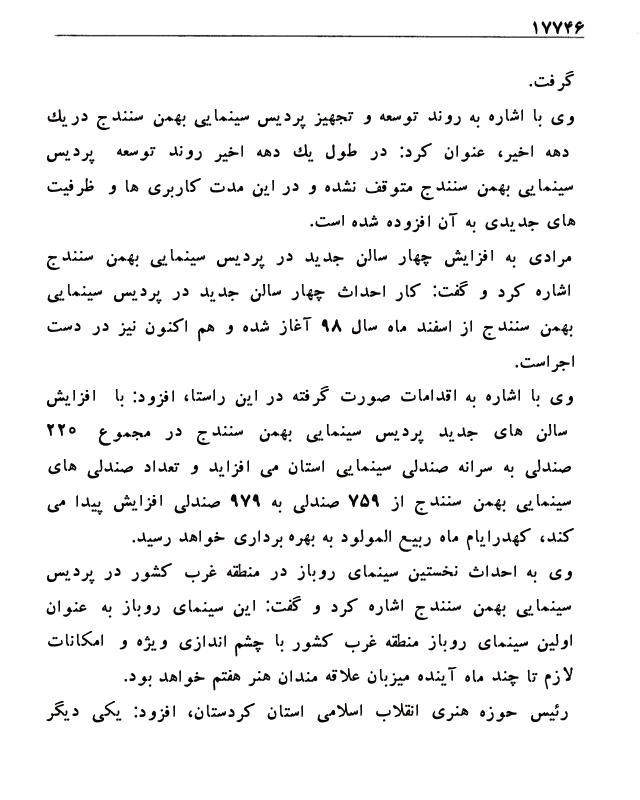 ۱۷۷۴۶
گرفت.
وی با اشاره به روند توسعه و تجهیز پردیس سینمایی بهمن سنندج دریك
دهه اخیر، عنوان کرد: در طول یك دهه اخیر روند توسعه پردیس
سینمایی بهمن سنندج متوقف نشده و در این مدت کاربری ها و ظرفیت
های جدیدی به آن افزوده شده است.
مرادی به افزایش چهار سالن جدید در پردیس سینمایی بهمن سنندج
اشاره کرد و گفت: کار احداث چهار سالن جدید در پردیس سینمایی
بهمن سنندج از اسفند ماه سال ۹۸ آغاز شده و هم اکنون نیز در دست
اجراست.
وی با اشاره به اقدامات صورت گرفته در این راستا، افزود: با افزایش
سالن های جدید پردیس سینمایی بهمن سنندج در مجموع ۲۲۰
صندلی به سرانه صندلی سینمایی استان می افزاید و تعداد صندلی های
سینمایی بهمن سنندج از ۷۵۹ صندلی به ۹۷۹ صندلی افزایش پیدا می
کند، کهدرایام ماه ربیع المولود به بهره برداری خواهد رسید.
وی به احداث نخستین سینمای روباز در منطقه غرب کشور در پردیس
سینمایی بهمن سنندج اشاره کرد و گفت: این سینمای روباز به عنوان
اولین سینمای روباز منطقه غرب کشور با چشم اندازی ویژه و امکانات
لازم تا چند ماه آینده میزبان علاقه مندان هنر هفتم خواهد بود.
رئیس حوزه هنری انقلاب اسلامی استان کردستان، افزود: یکی دیگر